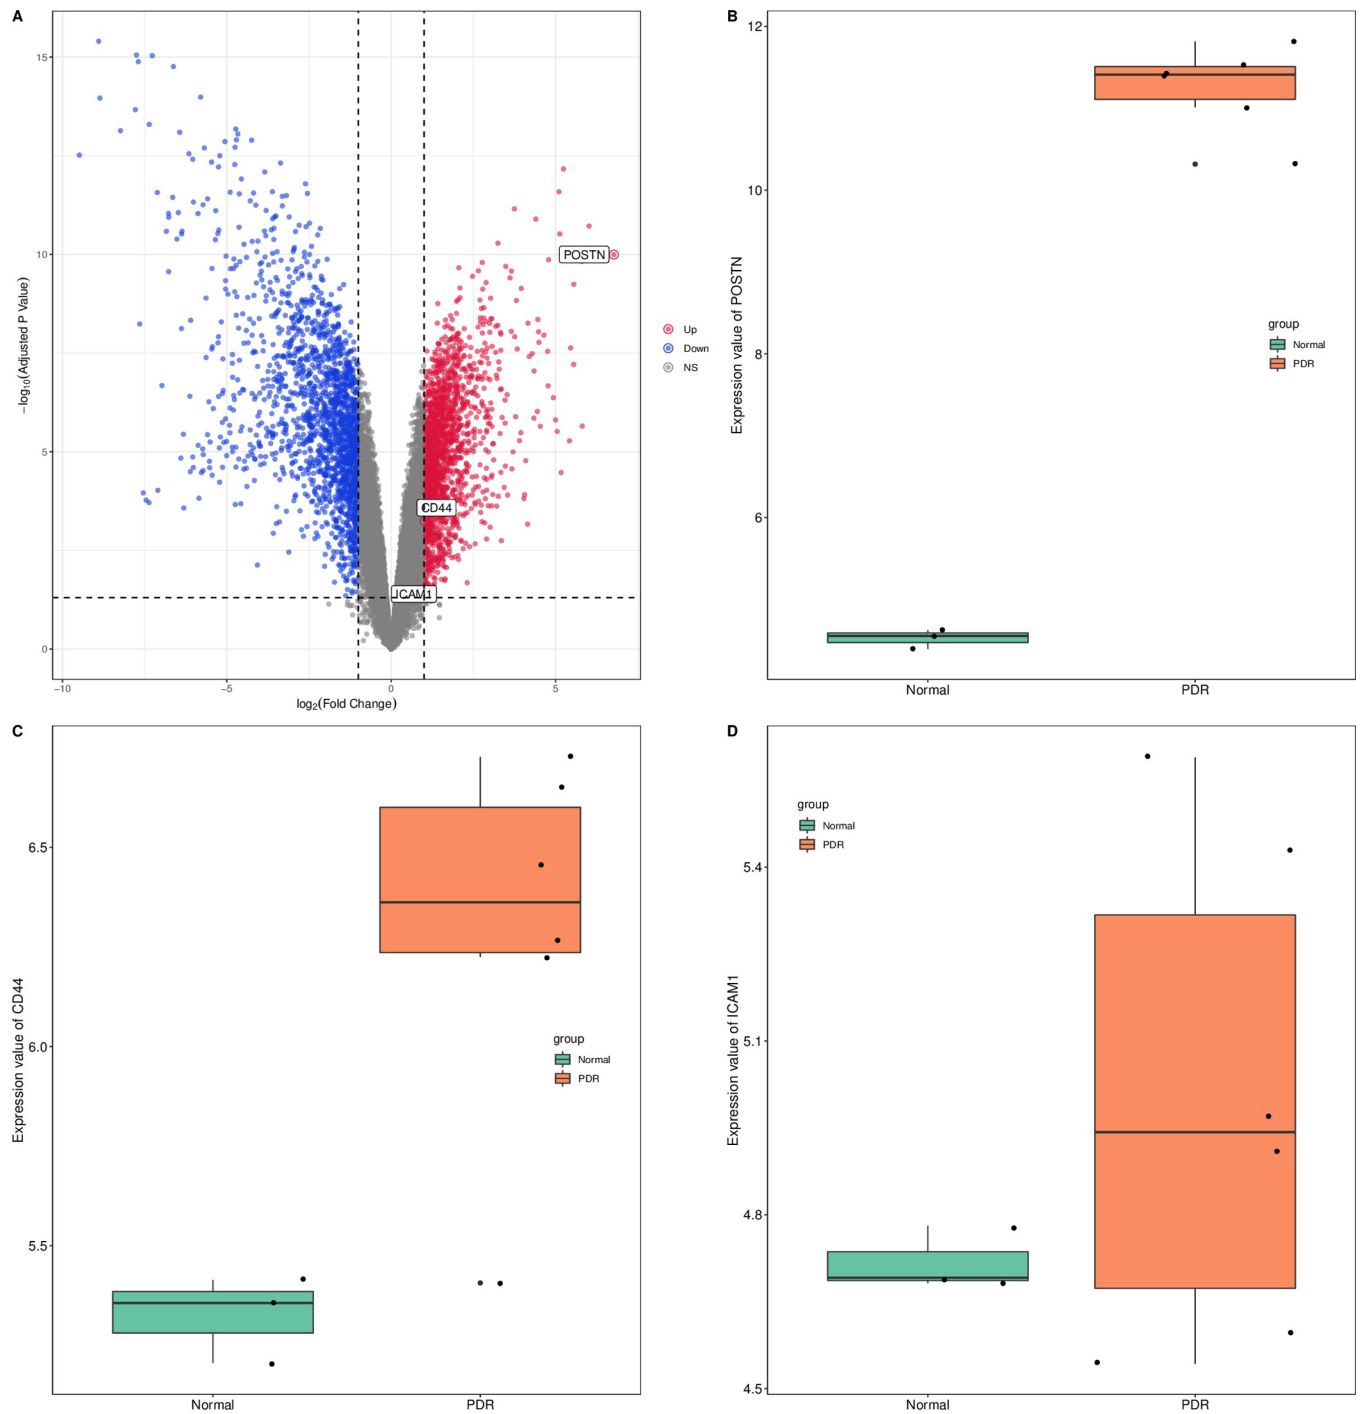 A
−log10(Adjusted P Value)
15
10
5
0
POSTN
CD44
ICAM1
−10
−5
0
5
log2(Fold Change)
Up
Down
NS
B
Expression value of POSTN
12
10
8
6
group
Normal
PDR
Normal
PDR
C
Expression value of CD44
6.5
6.0
5.5
group
Normal
PDR
Normal
PDR
D
Expression value of ICAM1
5.4
5.1
4.8
4.5
group
Normal
PDR
Normal
PDR